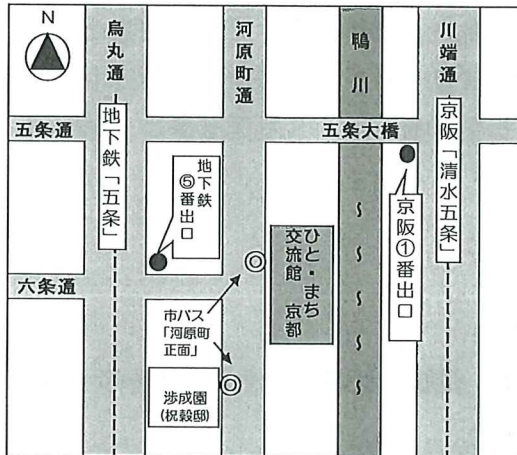 N
烏丸通
河原町通
鴨川
川端通
五条通
五条大橋
地下鉄「五条」
地下鉄
⑤番出口
京阪「清水五条」
京阪①番出口
ひと・まち
交流館 京都
六条通
市バス
「河原町
正面」
渉成園
(枳殻邸)